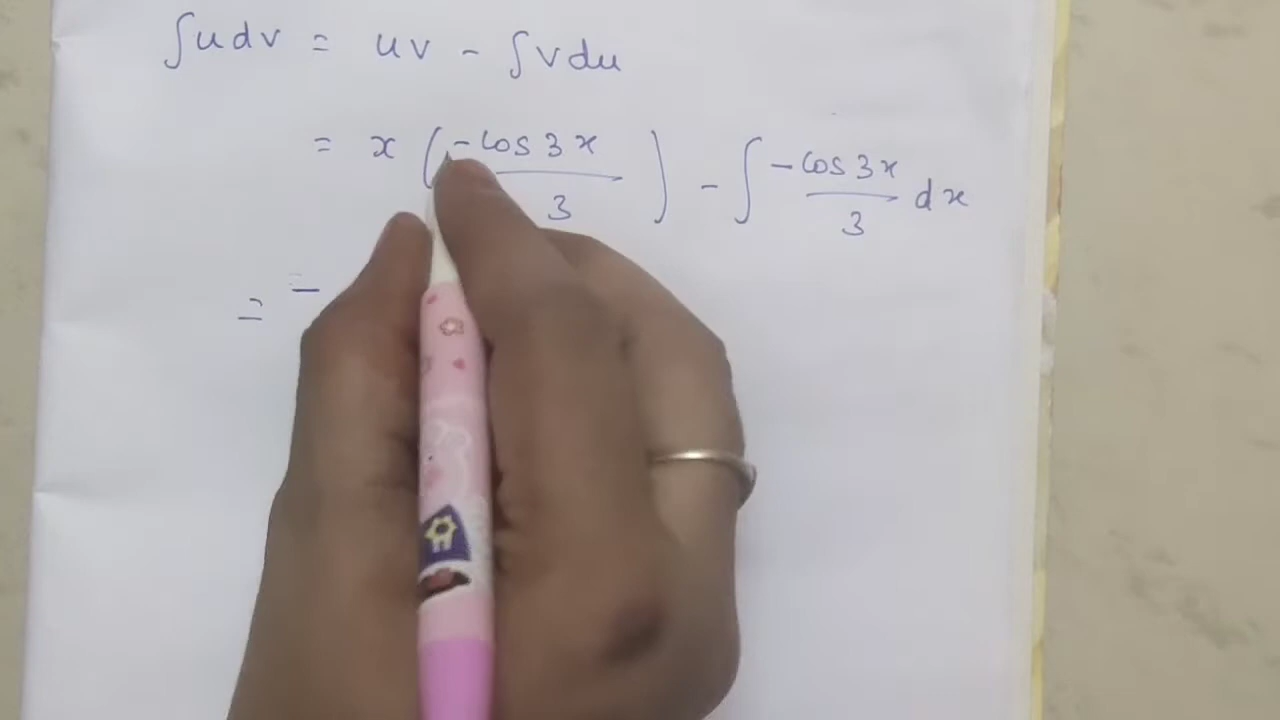 ∫udv = uv - ∫vdu
= x (-cos 3x / 3) - ∫ -cos 3x / 3 dx
= -